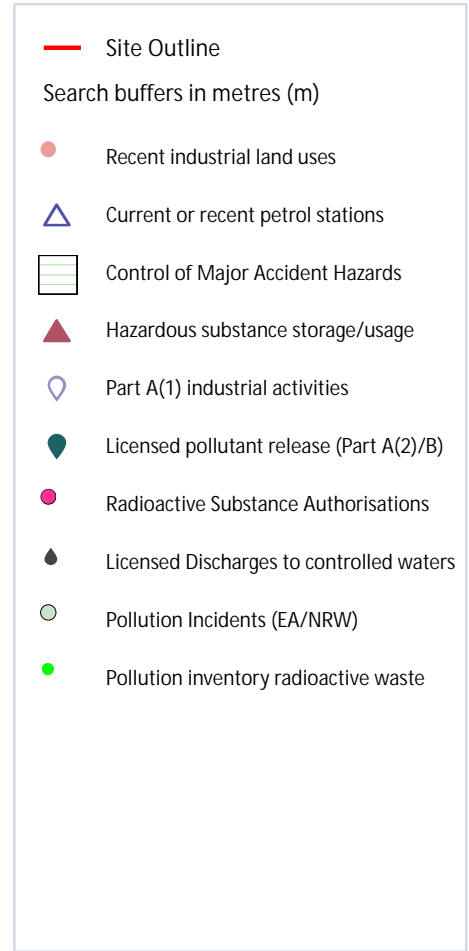 Site Outline
Search buffers in metres (m)
Recent industrial land uses
Current or recent petrol stations
Control of Major Accident Hazards
Hazardous substance storage/usage
Part A(1) industrial activities
Licensed pollutant release (Part A(2)/B)
Radioactive Substance Authorisations
Licensed Discharges to controlled waters
Pollution Incidents (EA/NRW)
Pollution inventory radioactive waste